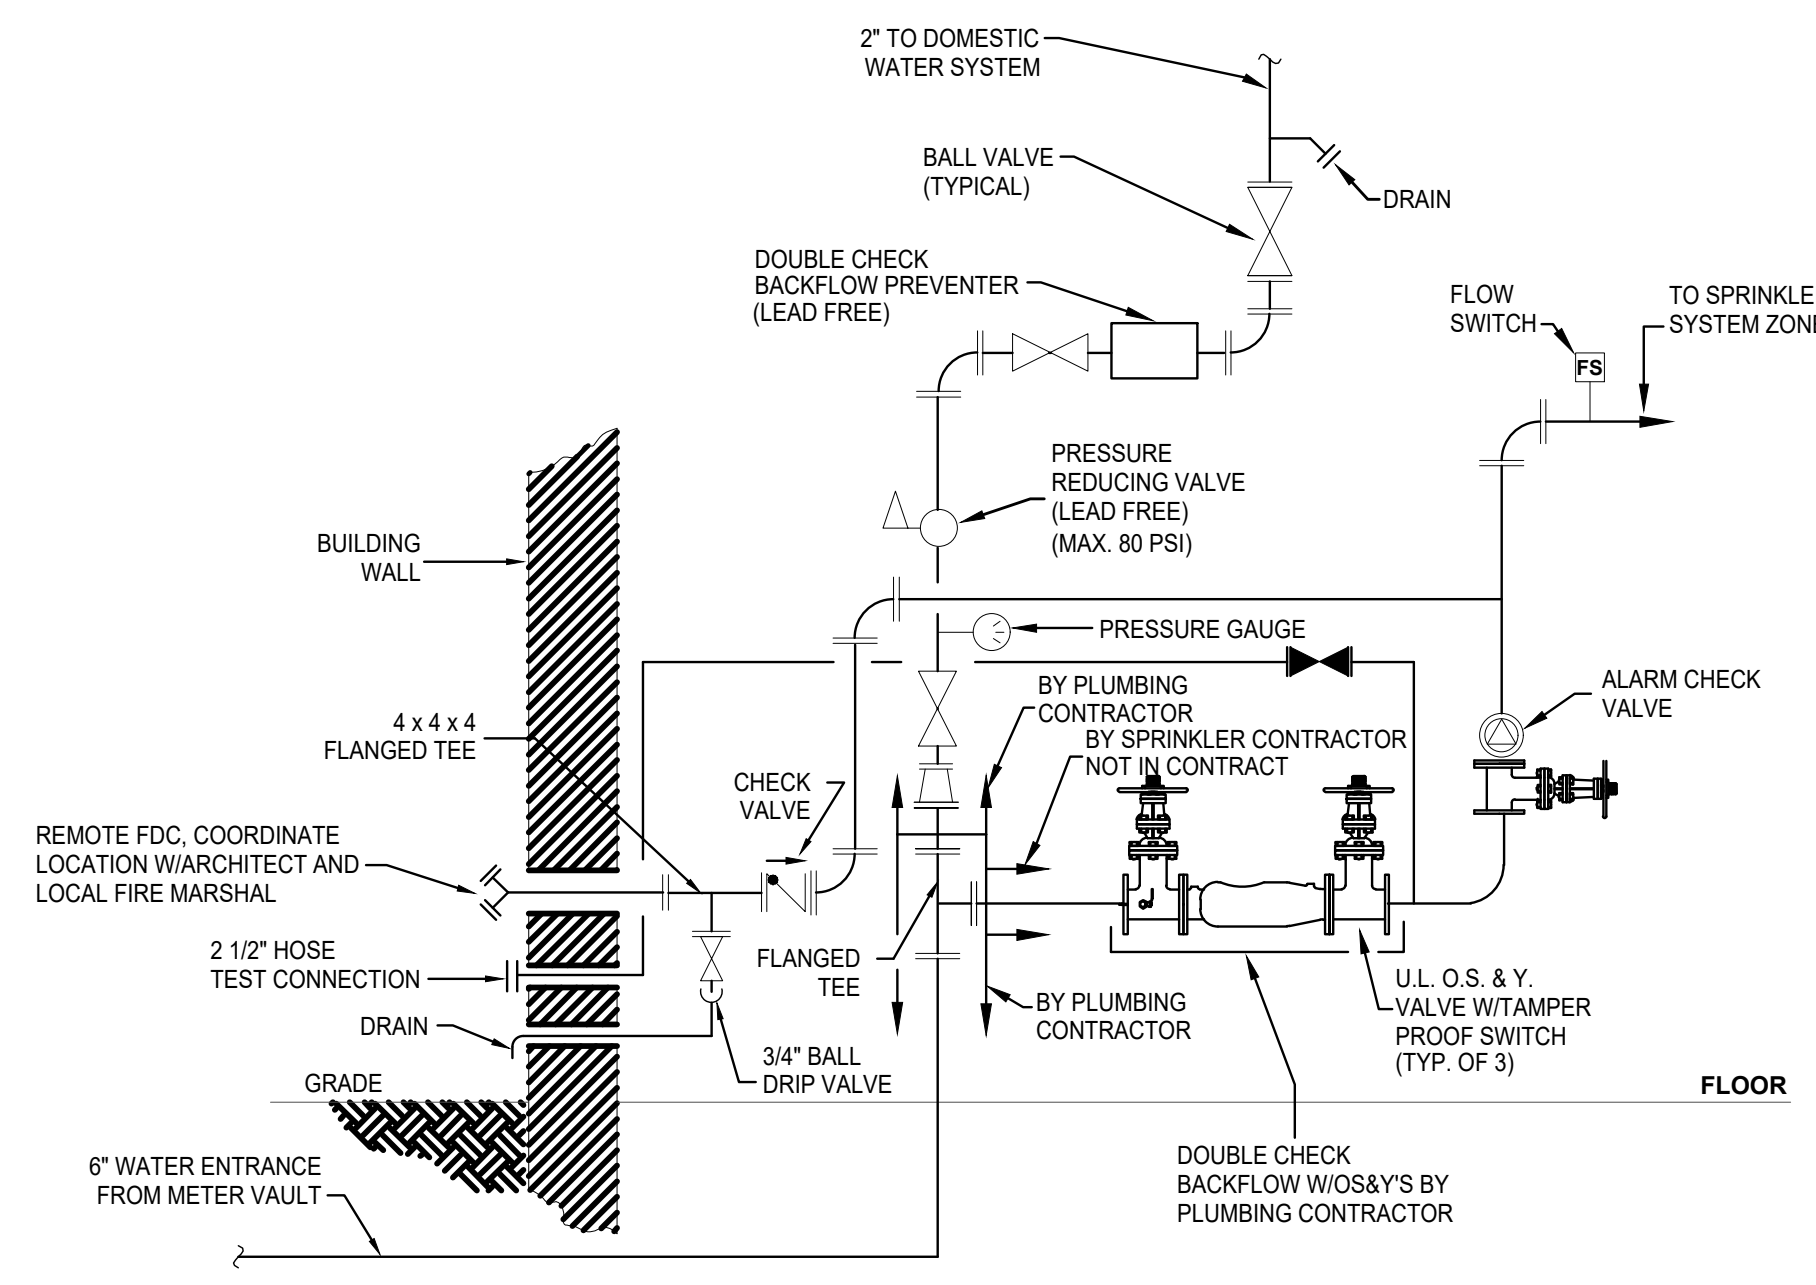 2" TO DOMESTIC
WATER SYSTEM
BALL VALVE
(TYPICAL)
DRAIN
DOUBLE CHECK
BACKFLOW PREVENTER
(LEAD FREE)
FLOW
SWITCH
TO SPRINKLE
SYSTEM ZONE
FS
PRESSURE
REDUCING VALVE
(LEAD FREE)
(MAX. 80 PSI)
BUILDING
WALL
PRESSURE GAUGE
ALARM CHECK
VALVE
BY PLUMBING
CONTRACTOR
BY SPRINKLER CONTRACTOR
NOT IN CONTRACT
4 x 4 x 4
FLANGED TEE
CHECK
VALVE
REMOTE FDC, COORDINATE
LOCATION W/ARCHITECT AND
LOCAL FIRE MARSHAL
2 1/2" HOSE
TEST CONNECTION
FLANGED
TEE
U.L. O.S. & Y.
VALVE W/TAMPER
PROOF SWITCH
(TYP. OF 3)
BY PLUMBING
CONTRACTOR
DRAIN
3/4" BALL
DRIP VALVE
GRADE
FLOOR
6" WATER ENTRANCE
FROM METER VAULT
DOUBLE CHECK
BACKFLOW W/OS&Y'S BY
PLUMBING CONTRACTOR